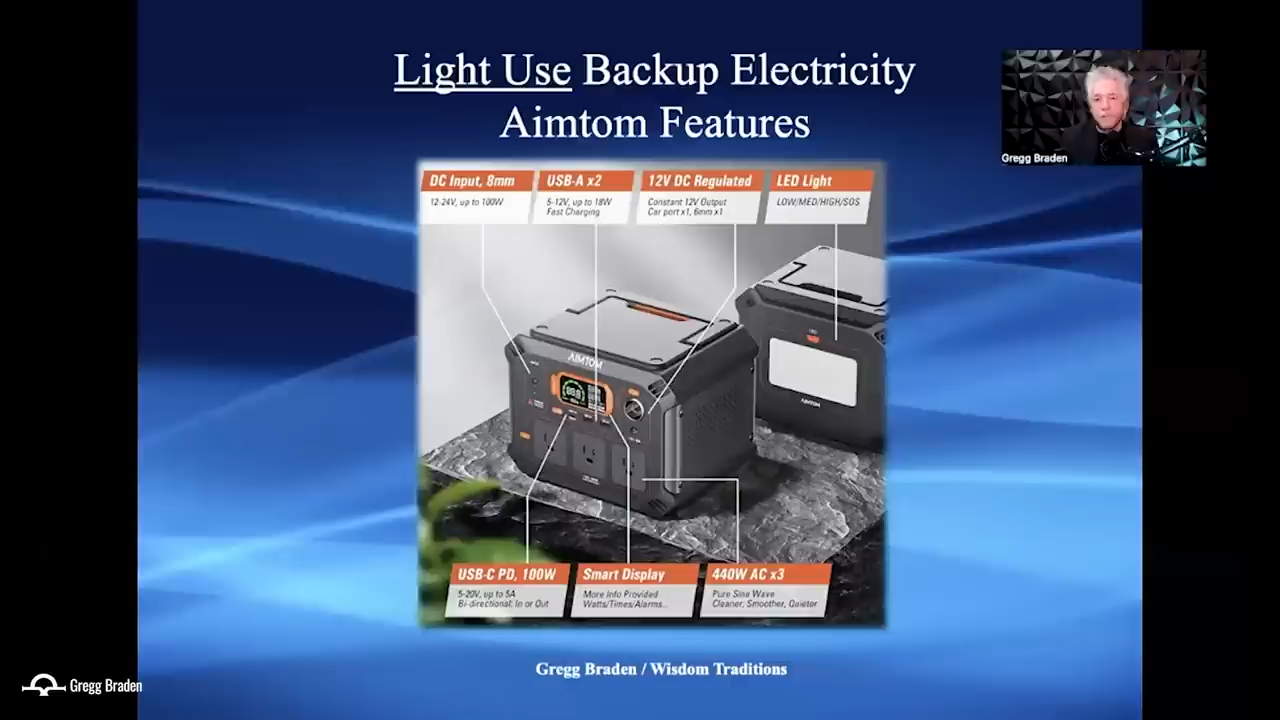 Light Use Backup Electricity
Aimtom Features
Gregg Braden
DC Input, 8mm
12-24V, up to 100W
USB-A x2
5-12V, up to 18W
Fast Charging
12V DC Regulated
Constant 12V Output
Car port x1, 6mm x1
LED Light
LOW/MED/HIGH/SOS
AIMTOM
AIMTOM
USB-C PD, 100W
5-20V, up to 5A
Bi-directional: In or Out
Smart Display
More Info Provided
Watts/Times/Alarms...
440W AC x3
Pure Sine Wave
Cleaner, Smoother, Quieter
Gregg Braden / Wisdom Traditions
Gregg Braden